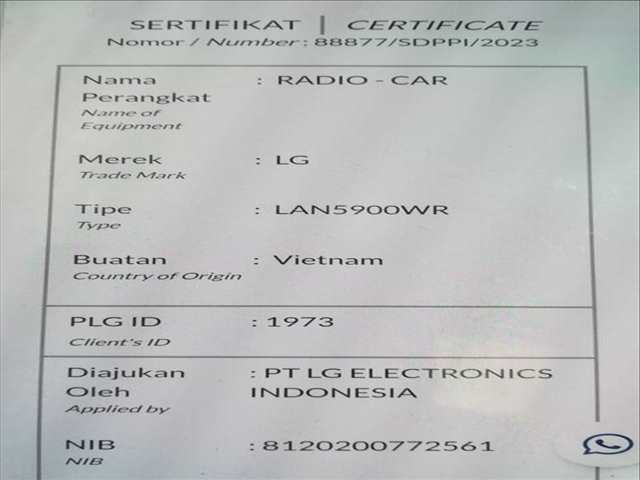 SERTIFIKAT | CERTIFICATE
Nomor / Number : 88877/SDPPI/2023
Nama Perangkat : RADIO - CAR
Name of Equipment
Merek : LG
Trade Mark
Tipe : LAN5900WR
Type
Buatan : Vietnam
Country of Origin
PLG ID : 1973
Client's ID
Diajukan Oleh : PT LG ELECTRONICS INDONESIA
Applied by
NIB : 8120200772561
NIB